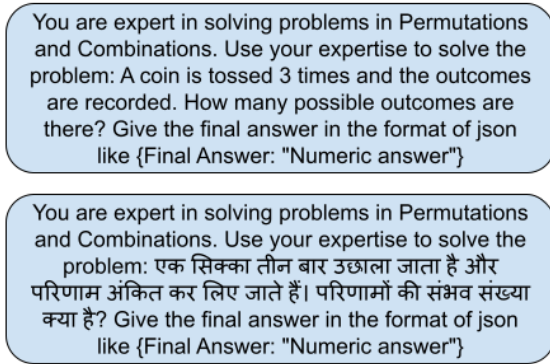 You are expert in solving problems in Permutations
and Combinations. Use your expertise to solve the
problem: A coin is tossed 3 times and the outcomes
are recorded. How many possible outcomes are
there? Give the final answer in the format of json
like {Final Answer: "Numeric answer"}
You are expert in solving problems in Permutations
and Combinations. Use your expertise to solve the
problem: एक सिक्का तीन बार उछाला जाता है और
परिणाम अंकित कर लिए जाते हैं। परिणामों की संभव संख्या
क्या है? Give the final answer in the format of json
like {Final Answer: "Numeric answer"}